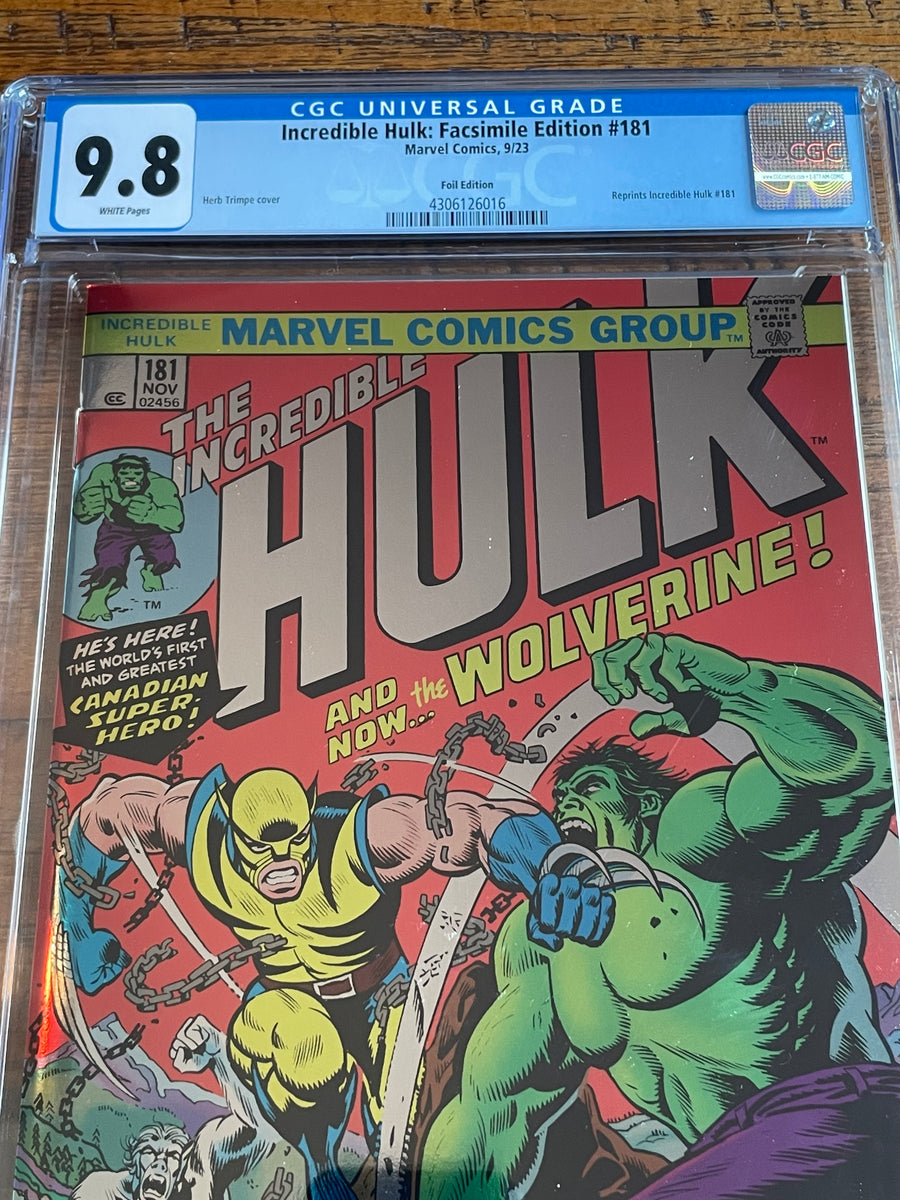 CGC UNIVERSAL GRADE
9.8
WHITE Pages
Incredible Hulk: Facsimile Edition #181
Marvel Comics, 9/23
Foil Edition
Herb Trimpe cover
Reprints Incredible Hulk #181
4306126016
CGC
CGC
INCREDIBLE HULK
MARVEL COMICS GROUP TM
APPROVED
BY THE
COMICS
CODE
AUTHORITY
CC
181
NOV
02456
THE
INCREDIBLE
HULK
TM
TM
HE'S HERE!
THE WORLD'S FIRST
AND GREATEST
CANADIAN
SUPER-
HERO!
AND
NOW... the WOLVERINE!